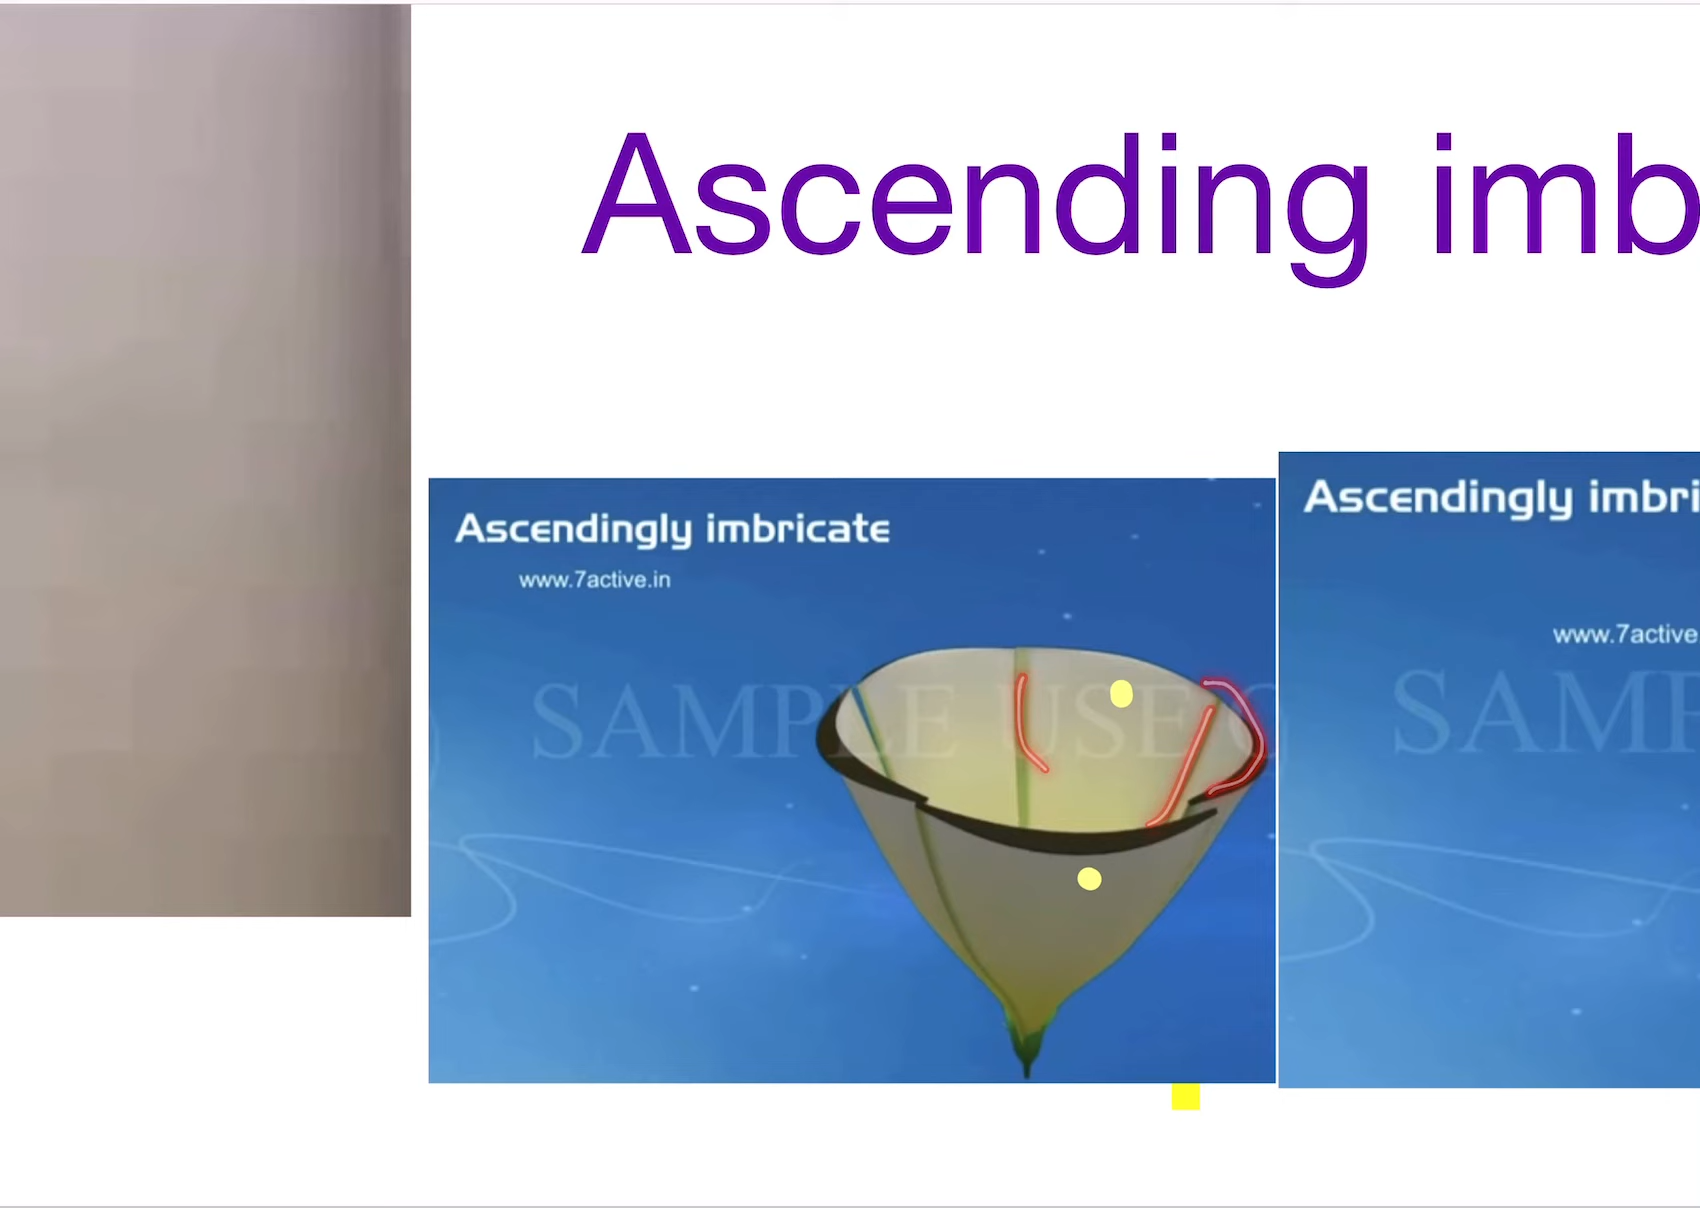 Ascending imb
Ascendingly imbricate
www.7active.in
SAMPLE USE O
Ascendingly imbri
www.7active
SAMP